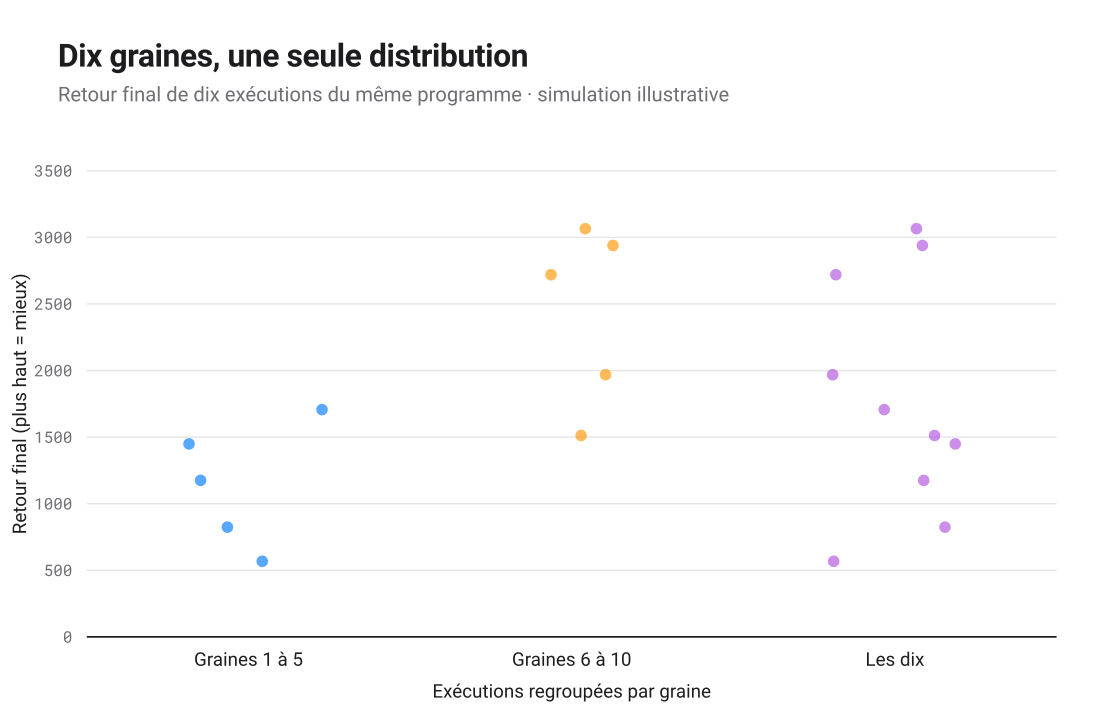 Dix graines, une seule distribution
Retour final de dix exécutions du même programme · simulation illustrative
Retour final (plus haut = mieux)
3500
3000
2500
2000
1500
1000
500
0
Graines 1 à 5
Graines 6 à 10
Les dix
Exécutions regroupées par graine